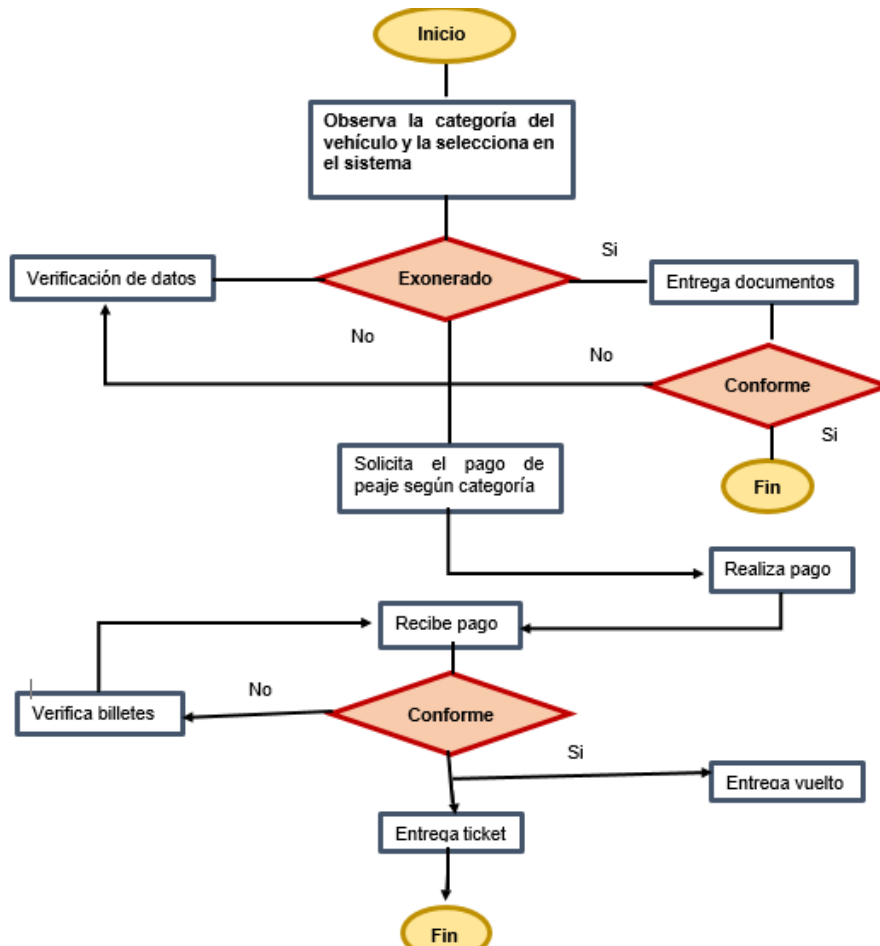 Inicio
Observa la categoría del
vehículo y la selecciona en
el sistema
Si
Verificación de datos
Exonerado
Entrega documentos
No
No
Conforme
Si
Solicita el pago de
peaje según categoría
Fin
Realiza pago
Recibe pago
No
Verifica billetes
Conforme
Si
Entrega vuelto
Entrega ticket
Fin